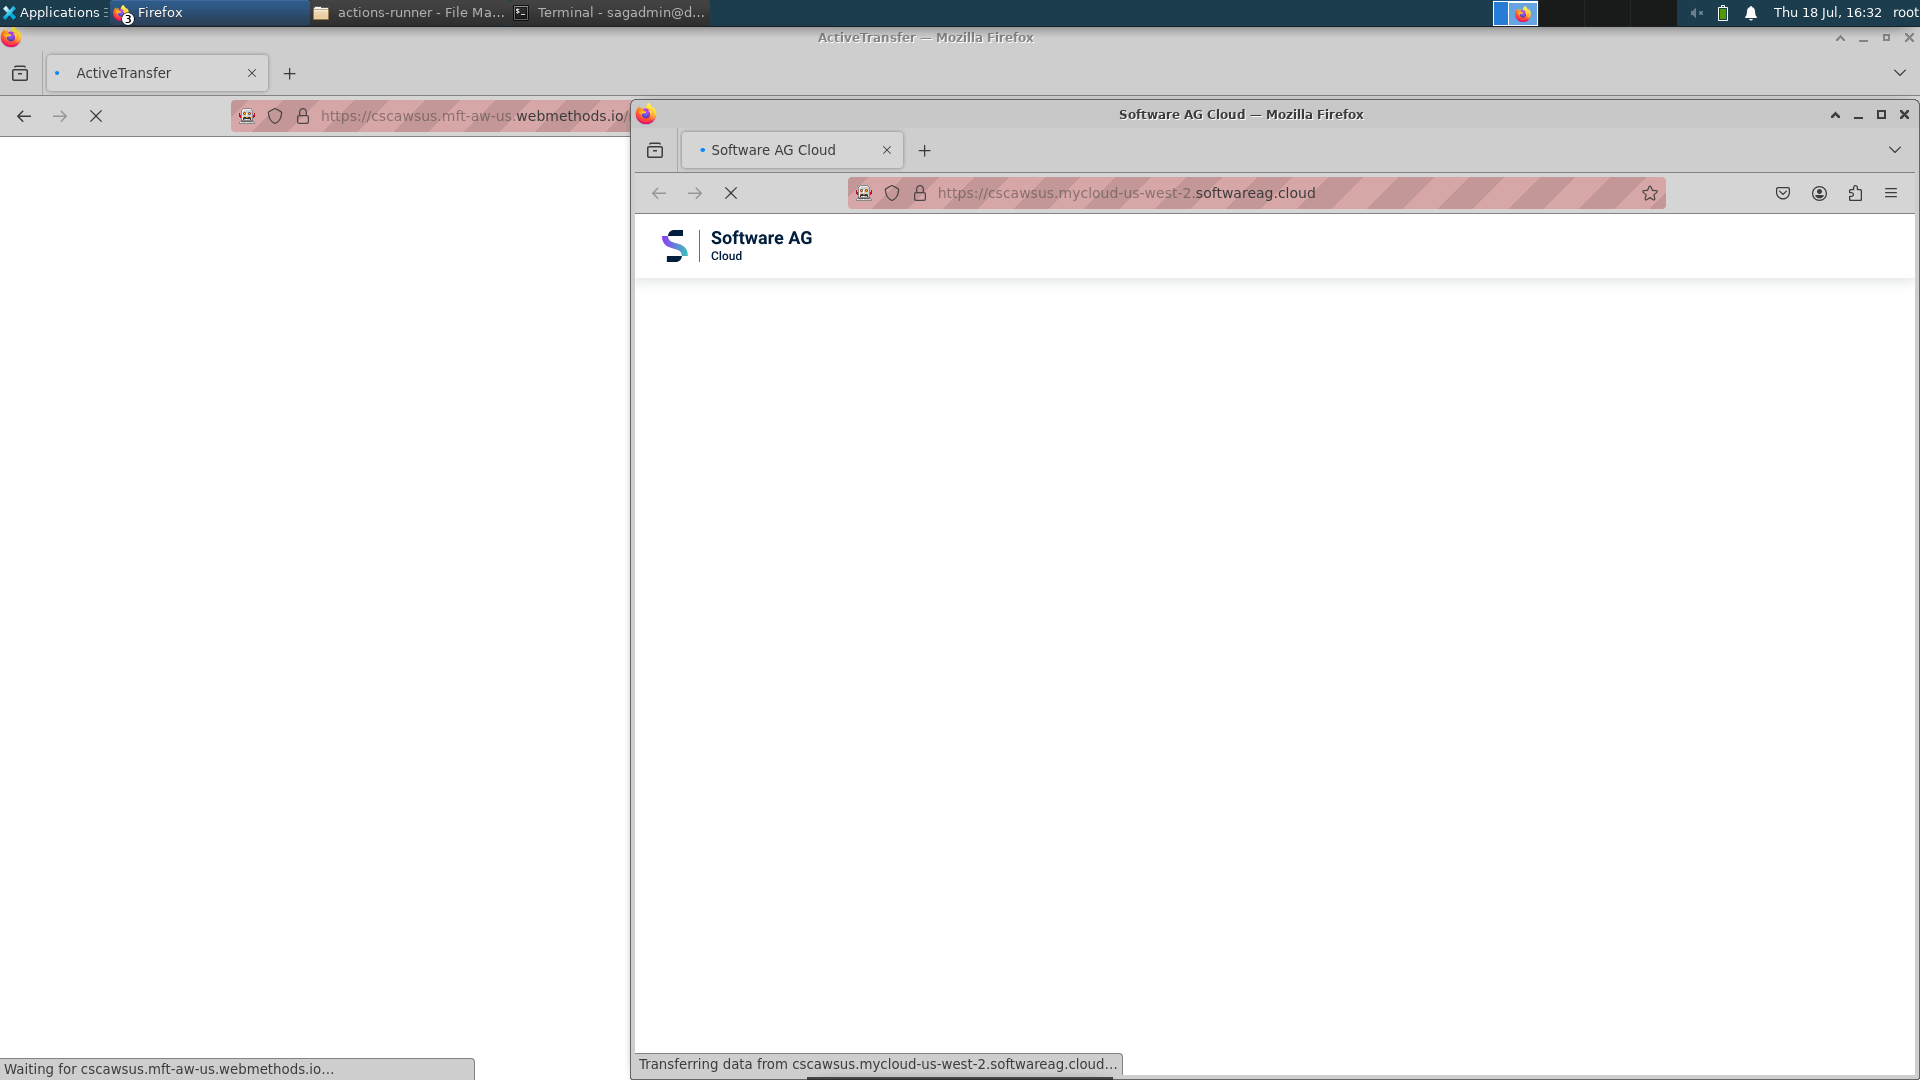 Applications
3
Firefox
actions-runner - File Ma...
Terminal - sagadmin@d...
Thu 18 Jul, 16:32
root
ActiveTransfer — Mozilla Firefox
ActiveTransfer
https://cscawsus.mft-aw-us.webmethods.io/
Software AG Cloud — Mozilla Firefox
Software AG Cloud
https://cscawsus.mycloud-us-west-2.softwareag.cloud
Software AG
Cloud
Transferring data from cscawsus.mycloud-us-west-2.softwareag.cloud...
Waiting for cscawsus.mft-aw-us.webmethods.io...